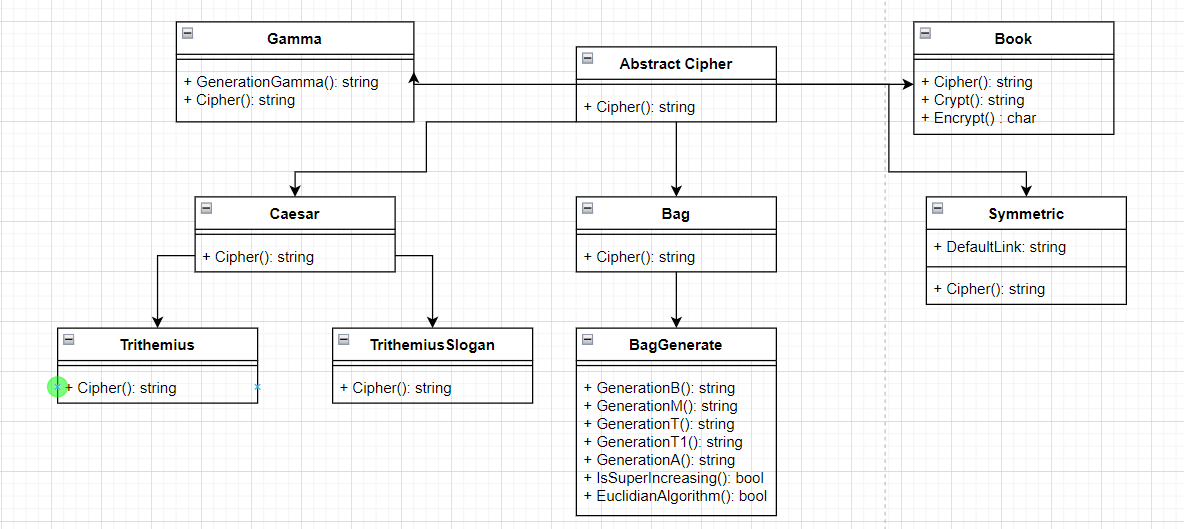 Gamma
+ GenerationGamma(): string
+ Cipher(): string
Abstract Cipher
+ Cipher(): string
Book
+ Cipher(): string
+ Crypt(): string
+ Encrypt() : char
Caesar
+ Cipher(): string
Bag
+ Cipher(): string
Symmetric
+ DefaultLink: string
+ Cipher(): string
Trithemius
+ Cipher(): string
TrithemiusSlogan
+ Cipher(): string
BagGenerate
+ GenerationB(): string
+ GenerationM(): string
+ GenerationT(): string
+ GenerationT1(): string
+ GenerationA(): string
+ IsSuperIncreasing(): bool
+ EuclidianAlgorithm(): bool